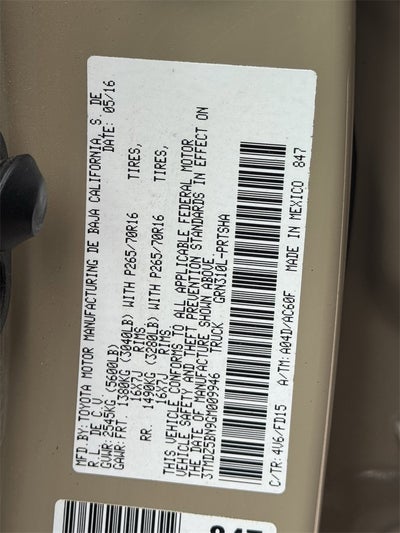 MFD.BY:TOYOTA MOTOR MANUFACTURING DE BAJA CALIFORNIA, S. DE
R.L. DE C.V. DATE: 05/16
GVWR: 2545KG (5600LB)
GAWR: FRT 1380KG (3040LB) WITH P265/70R16 TIRES,
16X7J RIMS,
RR. 1490KG (3280LB) WITH P265/70R16 TIRES,
16X7J RIMS,
THIS VEHICLE CONFORMS TO ALL APPLICABLE FEDERAL MOTOR
VEHICLE SAFETY AND THEFT PREVENTION STANDARDS IN EFFECT ON
THE DATE OF MANUFACTURE SHOWN ABOVE.
3TMDZ5BN9GM009946 TRUCK GRN310L-PRTSHA
C/TR: 4V6/FD15 A/TM: A04D/AC60F MADE IN MEXICO 847
847